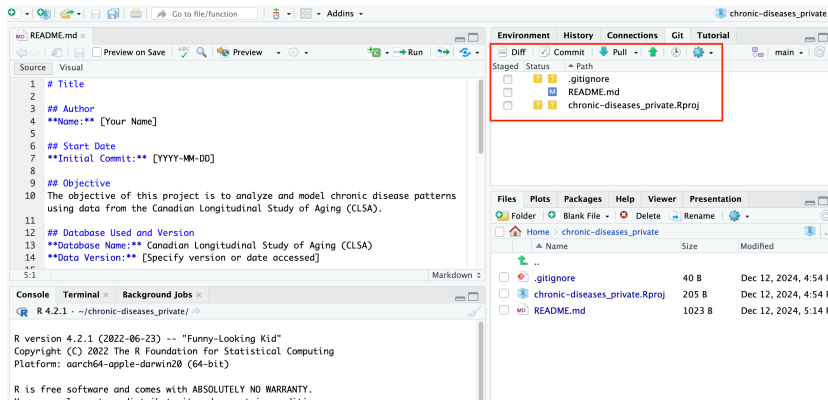 Go to file/function
Addins
chronic-diseases_private
README.md
Preview on Save
ABC
Preview
Run
Source Visual
1 # Title
2
3 ## Author
4 **Name:** [Your Name]
5
6 ## Start Date
7 **Initial Commit:** [YYYY-MM-DD]
8
9 ## Objective
10 The objective of this project is to analyze and model chronic disease patterns
using data from the Canadian Longitudinal Study of Aging (CLSA).
11
12 ## Database Used and Version
13 **Database Name:** Canadian Longitudinal Study of Aging (CLSA)
14 **Data Version:** [Specify version or date accessed]
5:1 Markdown
Console Terminal Background Jobs
R 4.2.1 · ~/chronic-diseases_private/
R version 4.2.1 (2022-06-23) -- "Funny-Looking Kid"
Copyright (C) 2022 The R Foundation for Statistical Computing
Platform: aarch64-apple-darwin20 (64-bit)
R is free software and comes with ABSOLUTELY NO WARRANTY.
Environment History Connections Git Tutorial
Diff Commit Pull main
Staged Status Path
? ? .gitignore
M README.md
? ? chronic-diseases_private.Rproj
Files Plots Packages Help Viewer Presentation
Folder Blank File Delete Rename
Home chronic-diseases_private
Name Size Modified
..
.gitignore 40 B Dec 12, 2024, 4:54
chronic-diseases_private.Rproj 205 B Dec 12, 2024, 4:54
README.md 1023 B Dec 12, 2024, 5:14